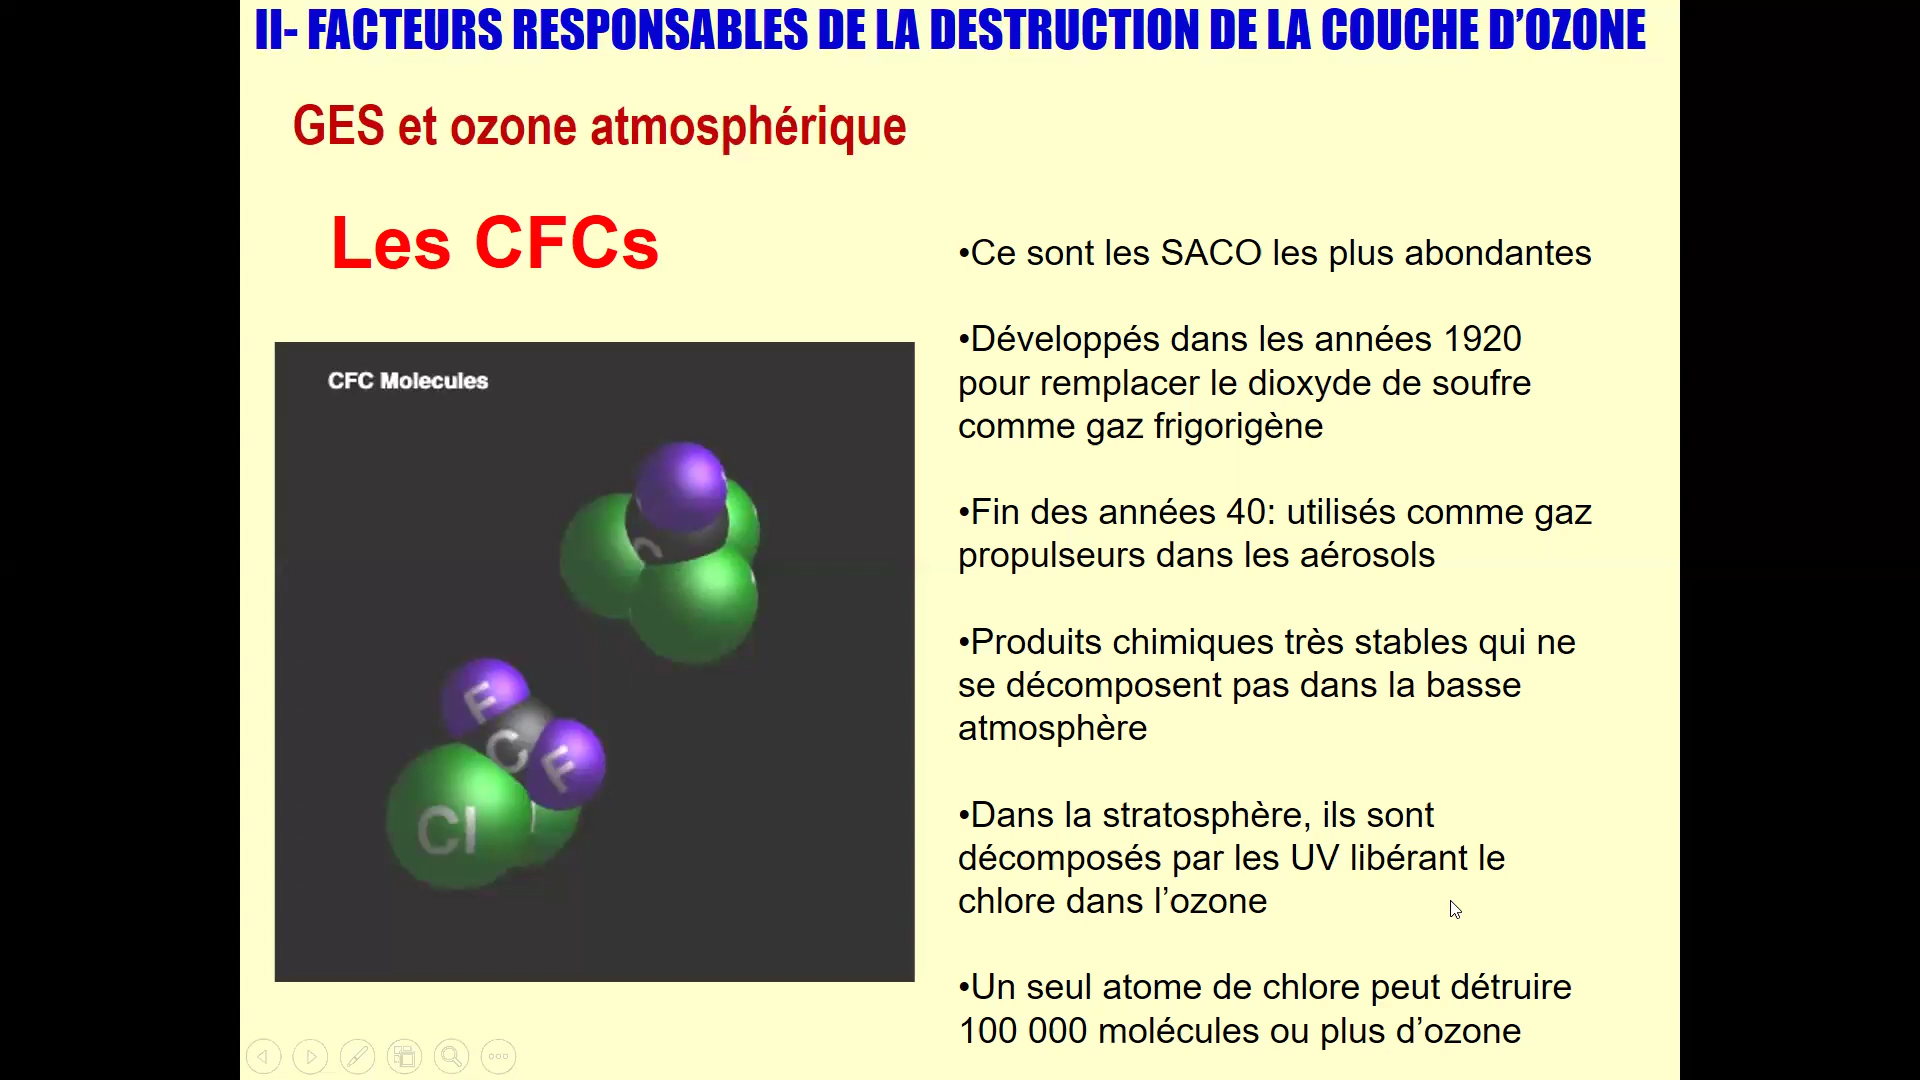 II- FACTEURS RESPONSABLES DE LA DESTRUCTION DE LA COUCHE D’OZONE
GES et ozone atmosphérique
Les CFCs
CFC Molecules
C
F
C
F
Cl
•Ce sont les SACO les plus abondantes
•Développés dans les années 1920
pour remplacer le dioxyde de soufre
comme gaz frigorigène
•Fin des années 40: utilisés comme gaz
propulseurs dans les aérosols
•Produits chimiques très stables qui ne
se décomposent pas dans la basse
atmosphère
•Dans la stratosphère, ils sont
décomposés par les UV libérant le
chlore dans l’ozone
•Un seul atome de chlore peut détruire
100 000 molécules ou plus d’ozone